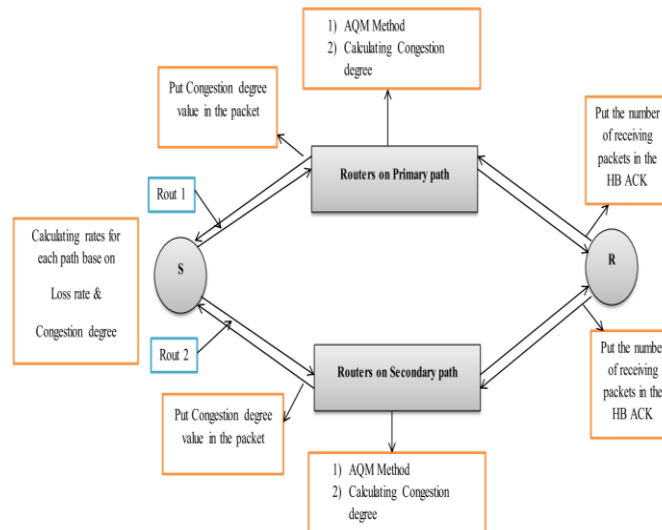 1) AQM Method
2) Calculating Congestion
degree
Put Congestion degree
value in the packet
Put the number
of receiving
packets in the
HB ACK
Routers on Primary path
Rout 1
Calculating rates for
each path base on
Loss rate &
Congestion degree
S
R
Rout 2
Routers on Secondary path
Put the number
of receiving
packets in the
HB ACK
Put Congestion degree
value in the packet
1) AQM Method
2) Calculating Congestion
degree